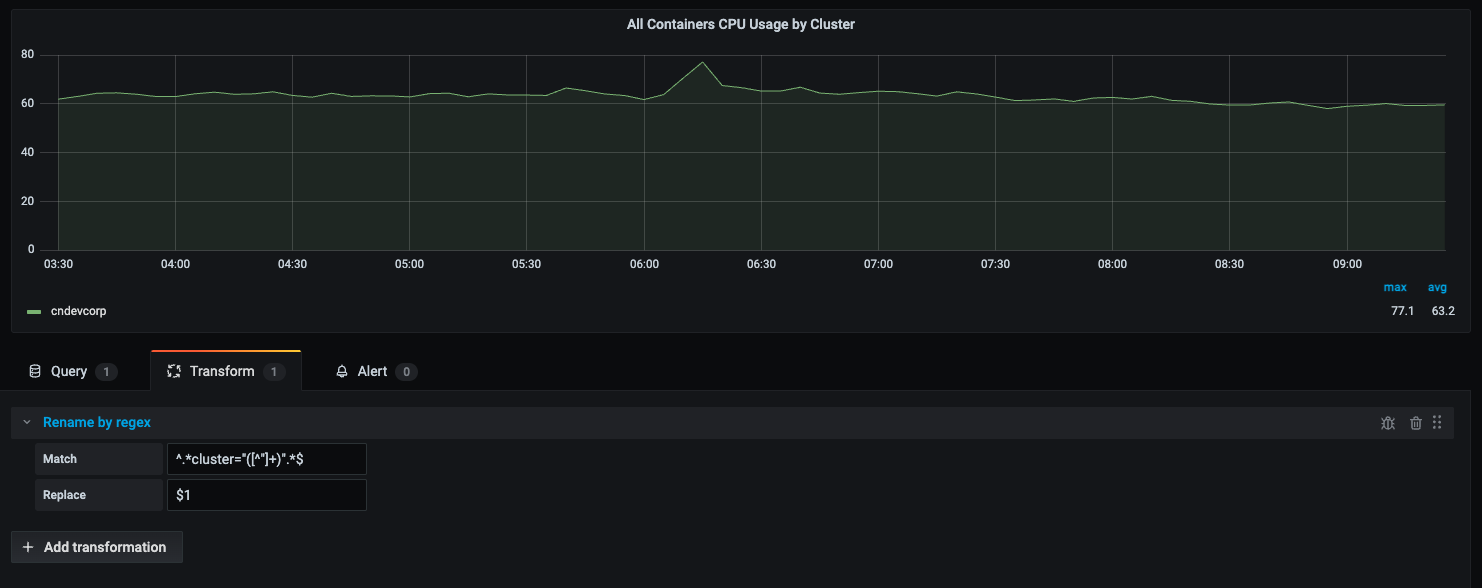 All Containers CPU Usage by Cluster
80
60
40
20
0
03:30 04:00 04:30 05:00 05:30 06:00 06:30 07:00 07:30 08:00 08:30 09:00
max avg
cndevcorp 77.1 63.2
Query 1 Transform 1 Alert 0
Rename by regex
Match ^.*cluster="([^"]+)".*$
Replace $1
+ Add transformation